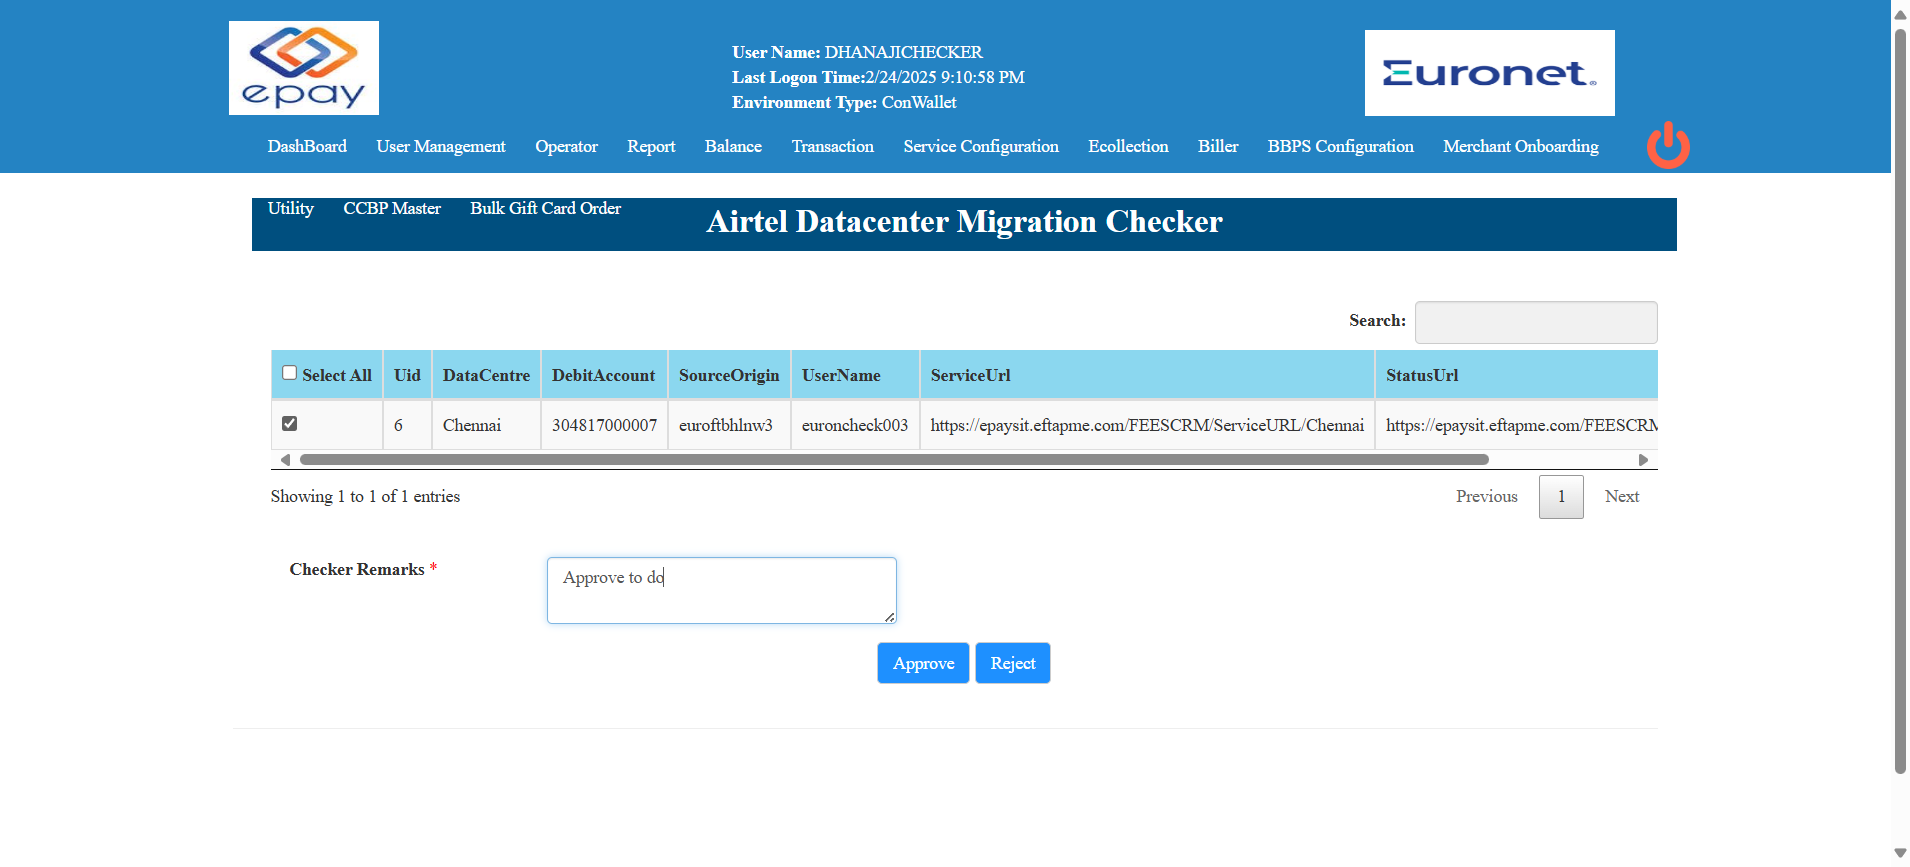 epay
User Name: DHANAJICHECKER
Last Logon Time:2/24/2025 9:10:58 PM
Environment Type: ConWallet
Euronet
DashBoard User Management Operator Report Balance Transaction Service Configuration Ecollection Biller BBPS Configuration Merchant Onboarding
Utility CCBP Master Bulk Gift Card Order
Airtel Datacenter Migration Checker
Search:
Select All Uid DataCentre DebitAccount SourceOrigin UserName ServiceUrl StatusUrl
6 Chennai 304817000007 euroftbhlnw3 euroncheck003 https://epaysit.eftapme.com/FEESCRM/ServiceURL/Chennai https://epaysit.eftapme.com/FEESCRM
Showing 1 to 1 of 1 entries
Previous 1 Next
Checker Remarks *
Approve to do
Approve Reject